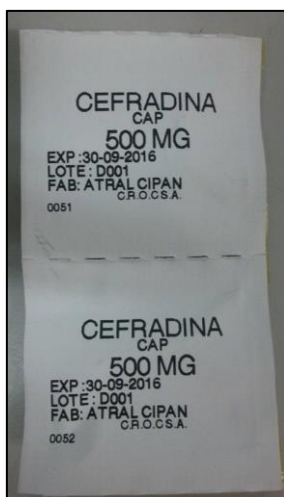 CEFRADINA
CAP
500 MG
EXP :30-09-2016
LOTE : D001
FAB: ATRAL CIPAN
C.R.O.C.S.A.
0051
CEFRADINA
CAP
500 MG
EXP :30-09-2016
LOTE : D001
FAB: ATRAL CIPAN
C.R.O.C.S.A.
0052